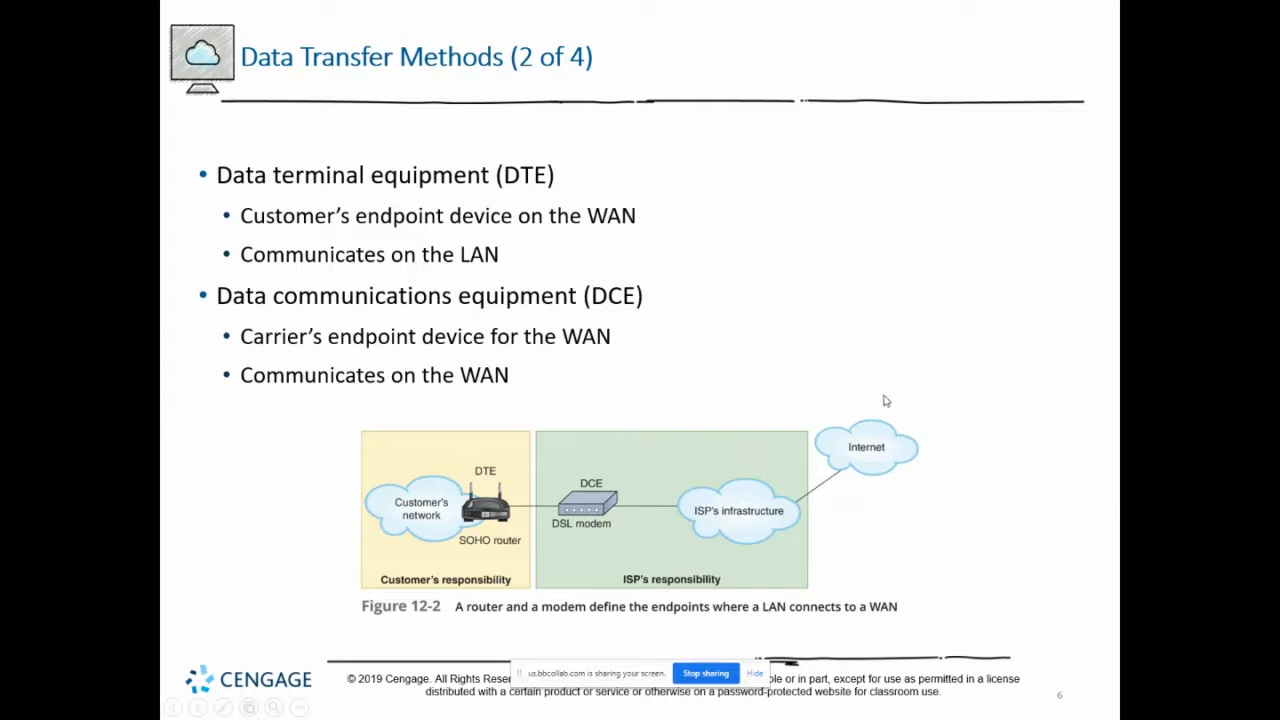 Data Transfer Methods (2 of 4)
• Data terminal equipment (DTE)
• Customer's endpoint device on the WAN
• Communicates on the LAN
• Data communications equipment (DCE)
• Carrier's endpoint device for the WAN
• Communicates on the WAN
Internet
DTE
DCE
Customer's
network
ISP's infrastructure
DSL modem
SOHO router
Customer's responsibility
ISP's responsibility
Figure 12-2 A router and a modem define the endpoints where a LAN connects to a WAN
CENGAGE
us.bbcollab.com is sharing your screen.
Stop sharing
Hide
© 2019 Cengage. All Rights in part, except for use as permitted in a license
distributed with a certain product or service or otherwise on a password-protected website for classroom use.
6